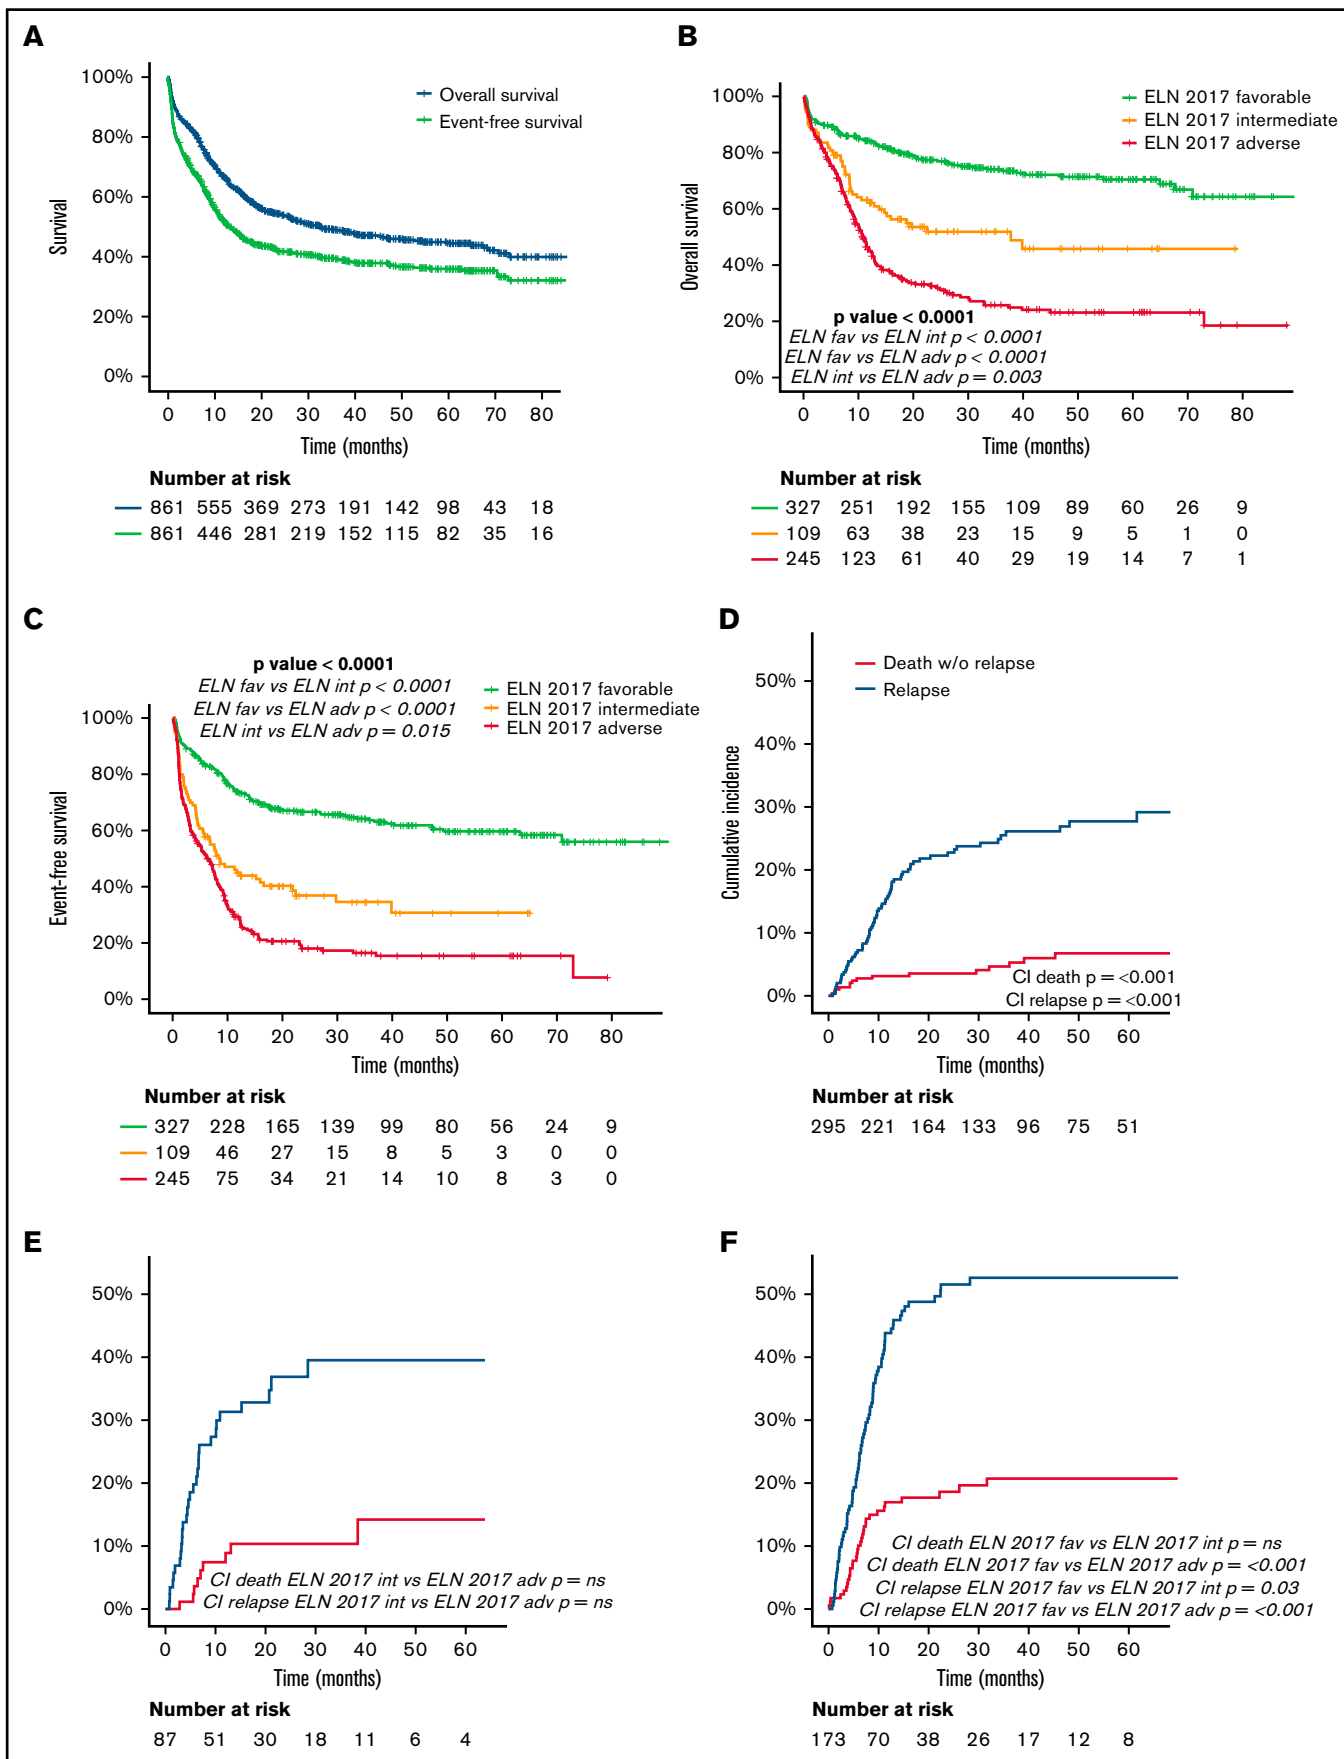 A
100%
80%
60%
40%
20%
0%
Survival
Overall survival
Event-free survival
0 10 20 30 40 50 60 70 80
Time (months)
Number at risk
861 555 369 273 191 142 98 43 18
861 446 281 219 152 115 82 35 16
B
100%
80%
60%
40%
20%
0%
Overall survival
ELN 2017 favorable
ELN 2017 intermediate
ELN 2017 adverse
p value < 0.0001
ELN fav vs ELN int p < 0.0001
ELN fav vs ELN adv p < 0.0001
ELN int vs ELN adv p = 0.003
0 10 20 30 40 50 60 70 80
Time (months)
Number at risk
327 251 192 155 109 89 60 26 9
109 63 38 23 15 9 5 1 0
245 123 61 40 29 19 14 7 1
C
p value < 0.0001
ELN fav vs ELN int p < 0.0001
ELN fav vs ELN adv p < 0.0001
ELN int vs ELN adv p = 0.015
ELN 2017 favorable
ELN 2017 intermediate
ELN 2017 adverse
100%
80%
60%
40%
20%
0%
Event-free survival
0 10 20 30 40 50 60 70 80
Time (months)
Number at risk
327 228 165 139 99 80 56 24 9
109 46 27 15 8 5 3 0 0
245 75 34 21 14 10 8 3 0
D
Death w/o relapse
Relapse
50%
40%
30%
20%
10%
0%
Cumulative incidence
CI death p = <0.001
CI relapse p = <0.001
0 10 20 30 40 50 60
Time (months)
Number at risk
295 221 164 133 96 75 51
E
50%
40%
30%
20%
10%
0%
CI death ELN 2017 int vs ELN 2017 adv p = ns
CI relapse ELN 2017 int vs ELN 2017 adv p = ns
0 10 20 30 40 50 60
Time (months)
Number at risk
87 51 30 18 11 6 4
F
50%
40%
30%
20%
10%
0%
CI death ELN 2017 fav vs ELN 2017 int p = ns
CI death ELN 2017 fav vs ELN 2017 adv p = <0.001
CI relapse ELN 2017 fav vs ELN 2017 int p = 0.03
CI relapse ELN 2017 fav vs ELN 2017 adv p = <0.001
0 10 20 30 40 50 60
Time (months)
Number at risk
173 70 38 26 17 12 8